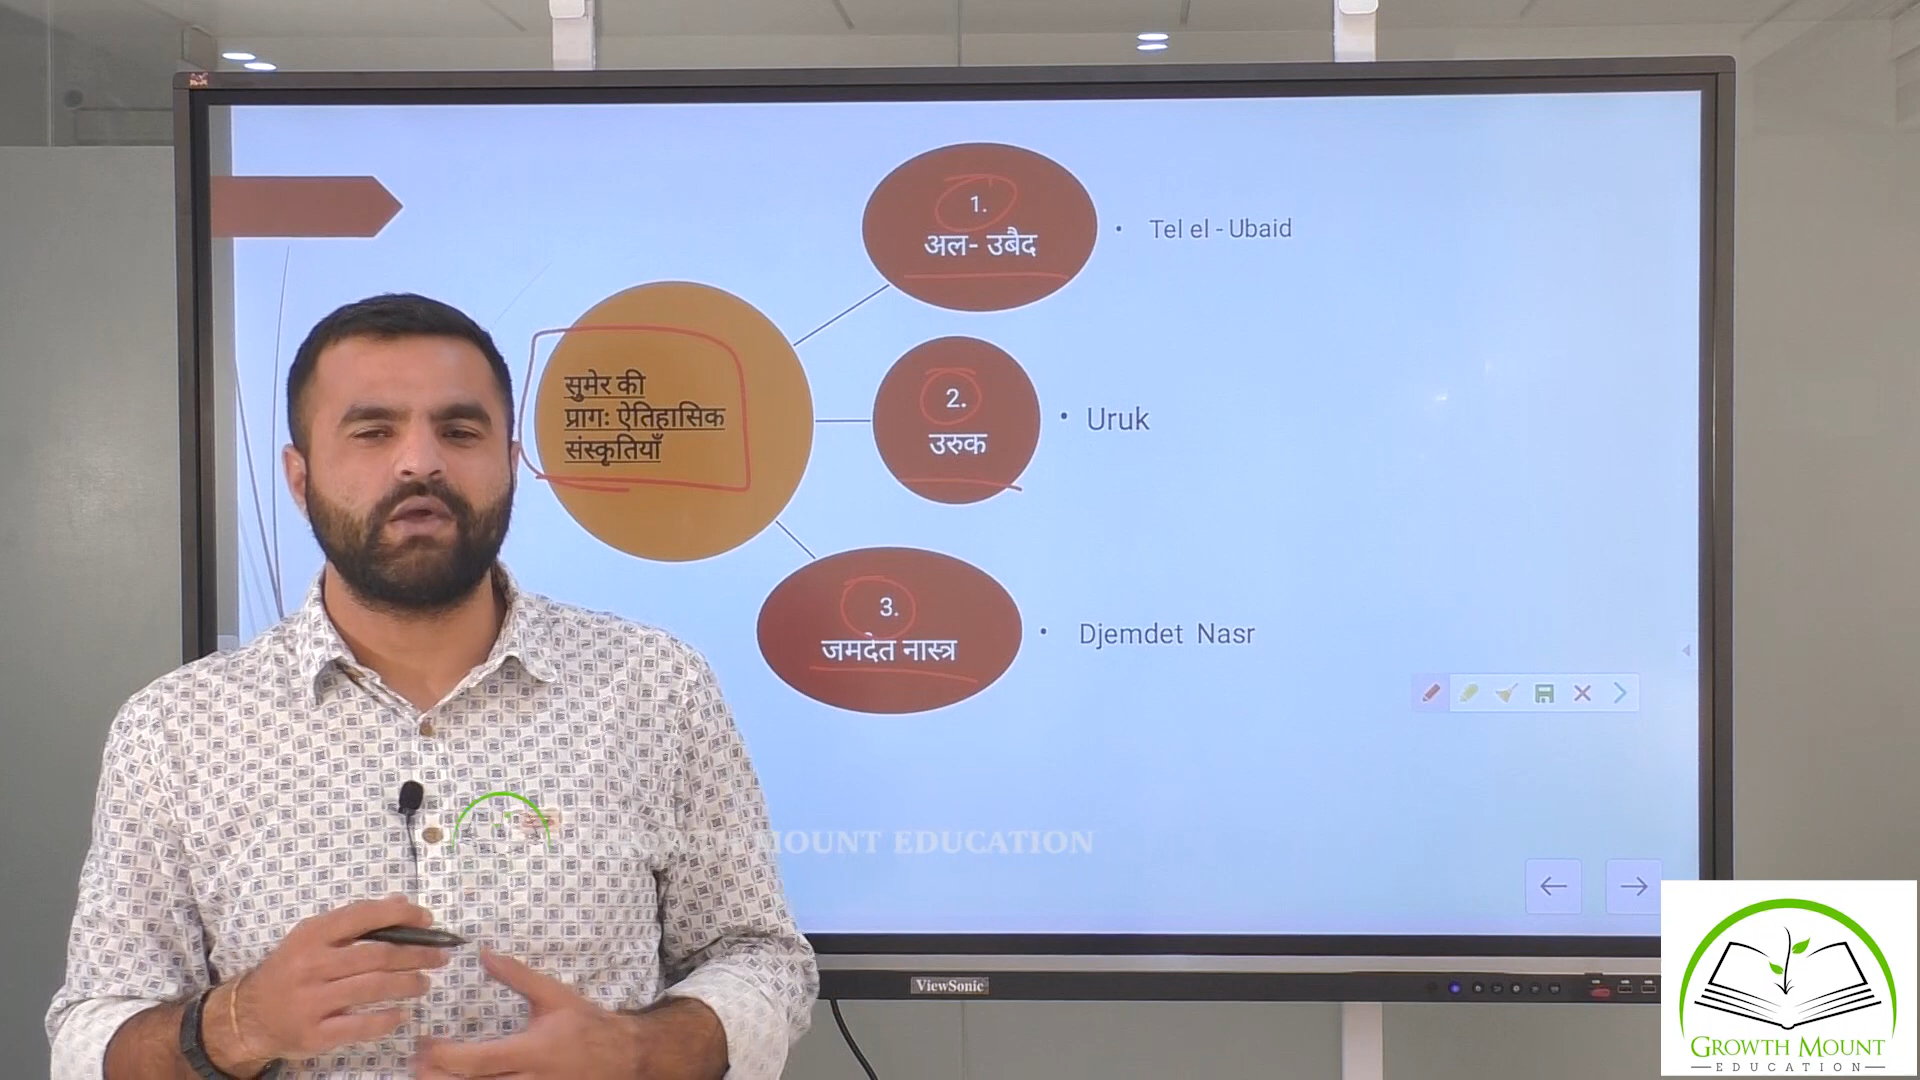 1.
अल- उबैद
• Tel el - Ubaid
सुमेर की
प्रागः ऐतिहासिक
संस्कृतियाँ
2.
उरुक
• Uruk
3.
जमदेत नास्त्र
• Djemdet Nasr
MOUNT EDUCATION
ViewSonic
GROWTH MOUNT
EDUCATION